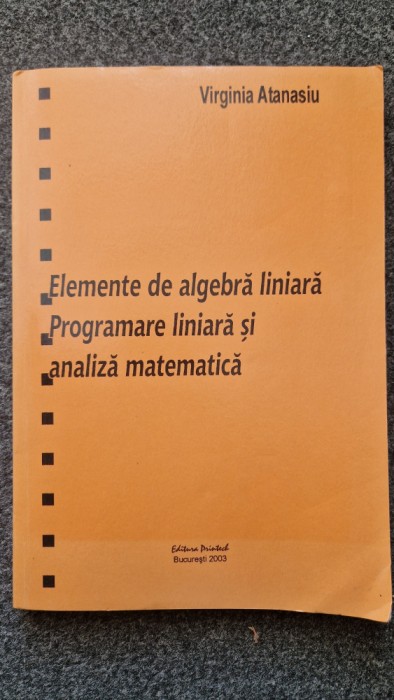 Virginia Atanasiu
Elemente de algebră liniară
Programare liniară și
analiză matematică
Editura Printech
București 2003